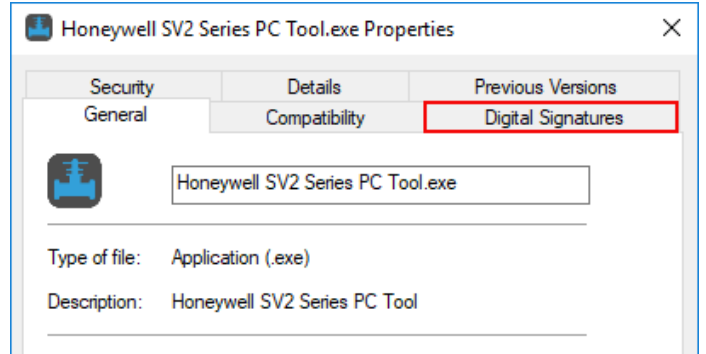 Honeywell SV2 Series PC Tool.exe Properties
Security Details Previous Versions
General Compatibility Digital Signatures
Honeywell SV2 Series PC Tool.exe
Type of file: Application (.exe)
Description: Honeywell SV2 Series PC Tool